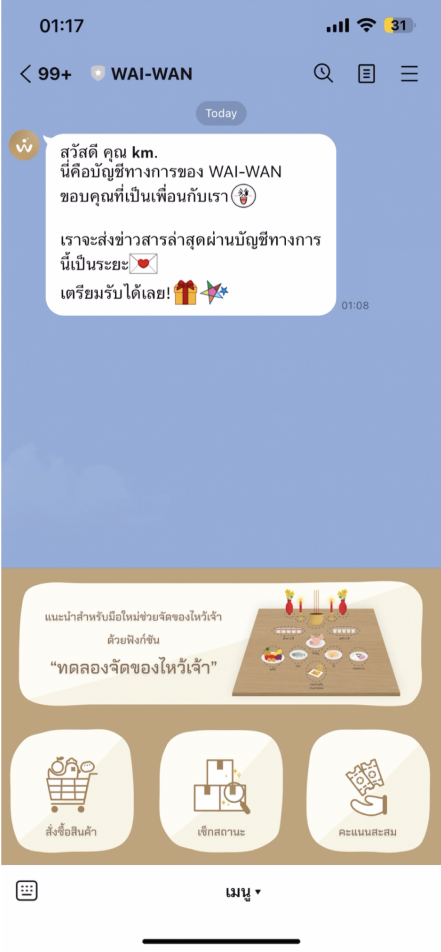 01:17
31
99+
WAI-WAN
Today
สวัสดี คุณ km.
นี่คือบัญชีทางการของ WAI-WAN
ขอบคุณที่เป็นเพื่อนกับเรา
เราจะส่งข่าวสารล่าสุดผ่านบัญชีทางการ
นี้เป็นระยะ
เตรียมรับได้เลย!
01:08
แนะนำสำหรับมือใหม่ช่วยจัดของไหว้เจ้า
ด้วยฟังก์ชัน
“ทดลองจัดของไหว้เจ้า”
สั่งซื้อสินค้า
เช็กสถานะ
คะแนนสะสม
เมนู